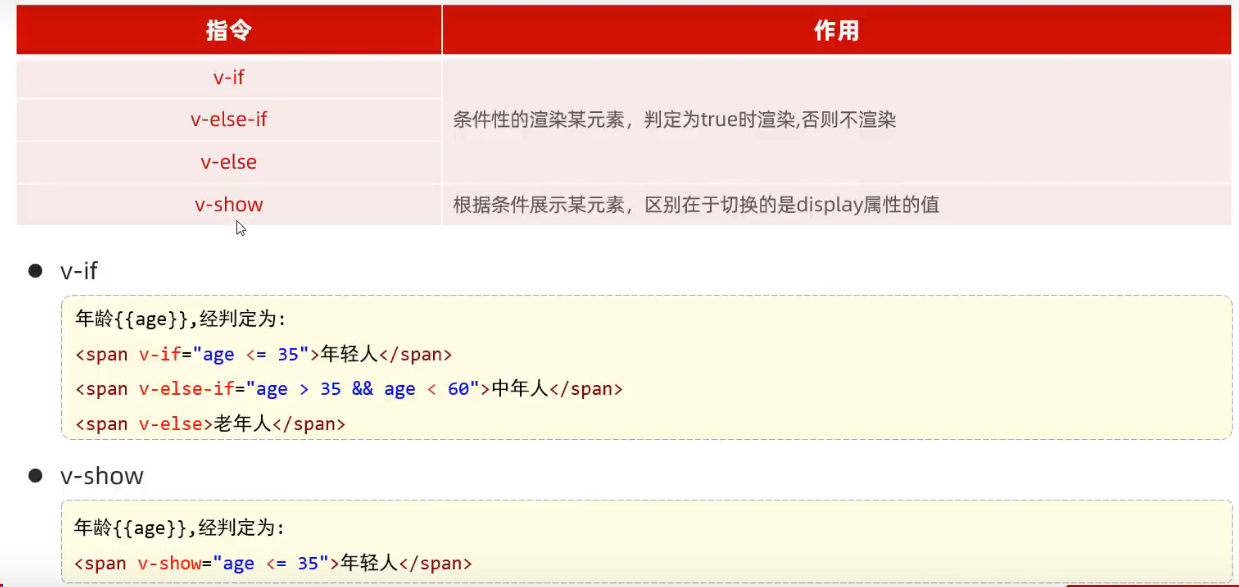 指令 作用
v-if
v-else-if 条件性的渲染某元素，判定为true时渲染,否则不渲染
v-else
v-show 根据条件展示某元素，区别在于切换的是display属性的值
● v-if
年龄{{age}},经判定为:
<span v-if="age <= 35">年轻人</span>
<span v-else-if="age > 35 && age < 60">中年人</span>
<span v-else>老年人</span>
● v-show
年龄{{age}},经判定为:
<span v-show="age <= 35">年轻人</span>